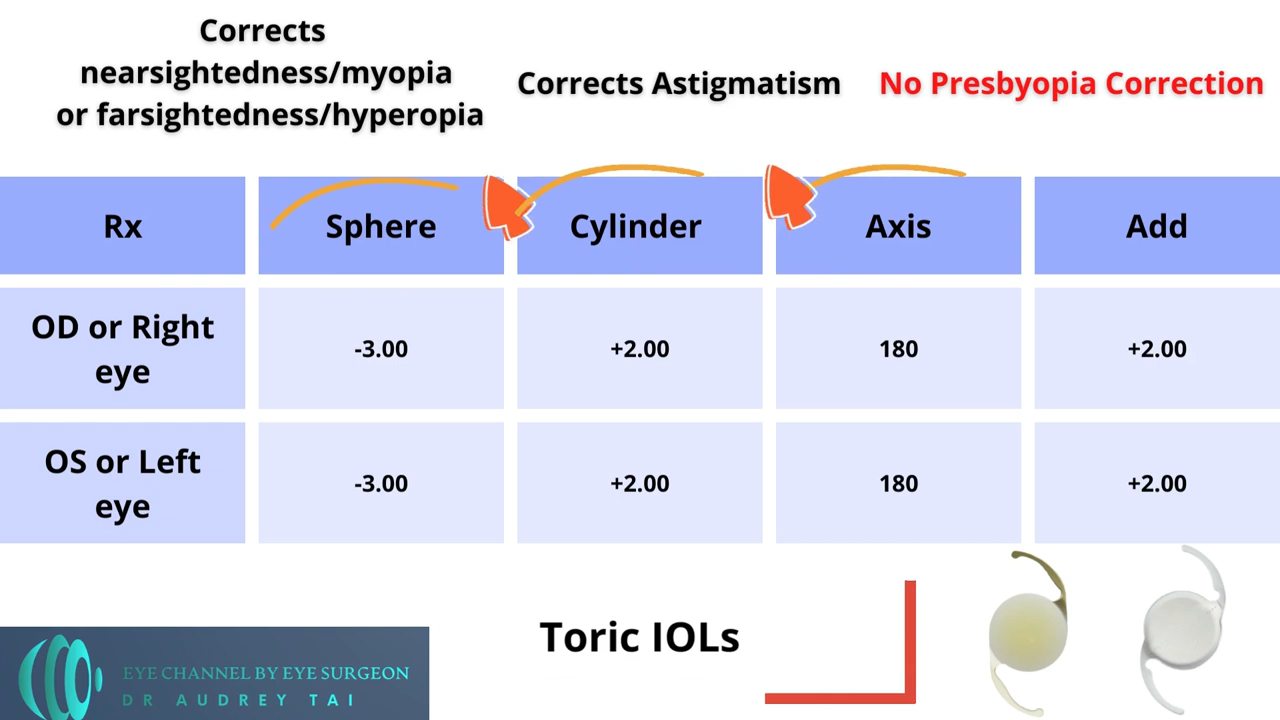 Corrects
nearsightedness/myopia
or farsightedness/hyperopia
Corrects Astigmatism
No Presbyopia Correction
Rx
Sphere
Cylinder
Axis
Add
OD or Right
eye
-3.00
+2.00
180
+2.00
OS or Left
eye
-3.00
+2.00
180
+2.00
Toric IOLs
EYE CHANNEL BY EYE SURGEON
DR AUDREY TAI